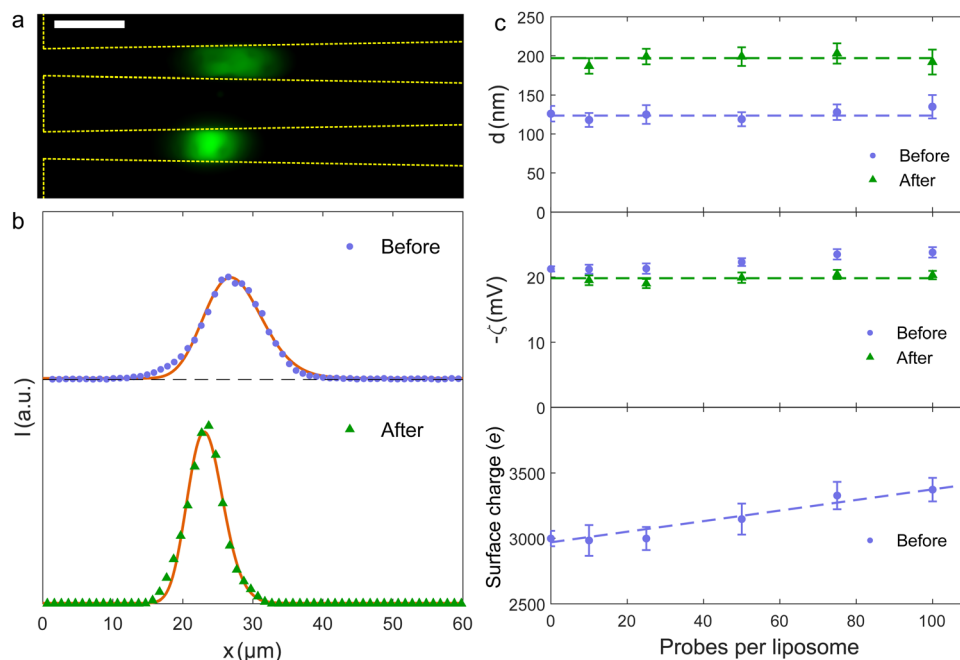 a
b
Before
After
I (a.u.)
0 10 20 30 40 50 60
x (μm)
c
250
200
150
100
50
0
d (nm)
Before
After
30
20
10
0
-ζ (mV)
Before
After
3500
3000
2500
Surface charge (e)
Before
0 20 40 60 80 100
Probes per liposome